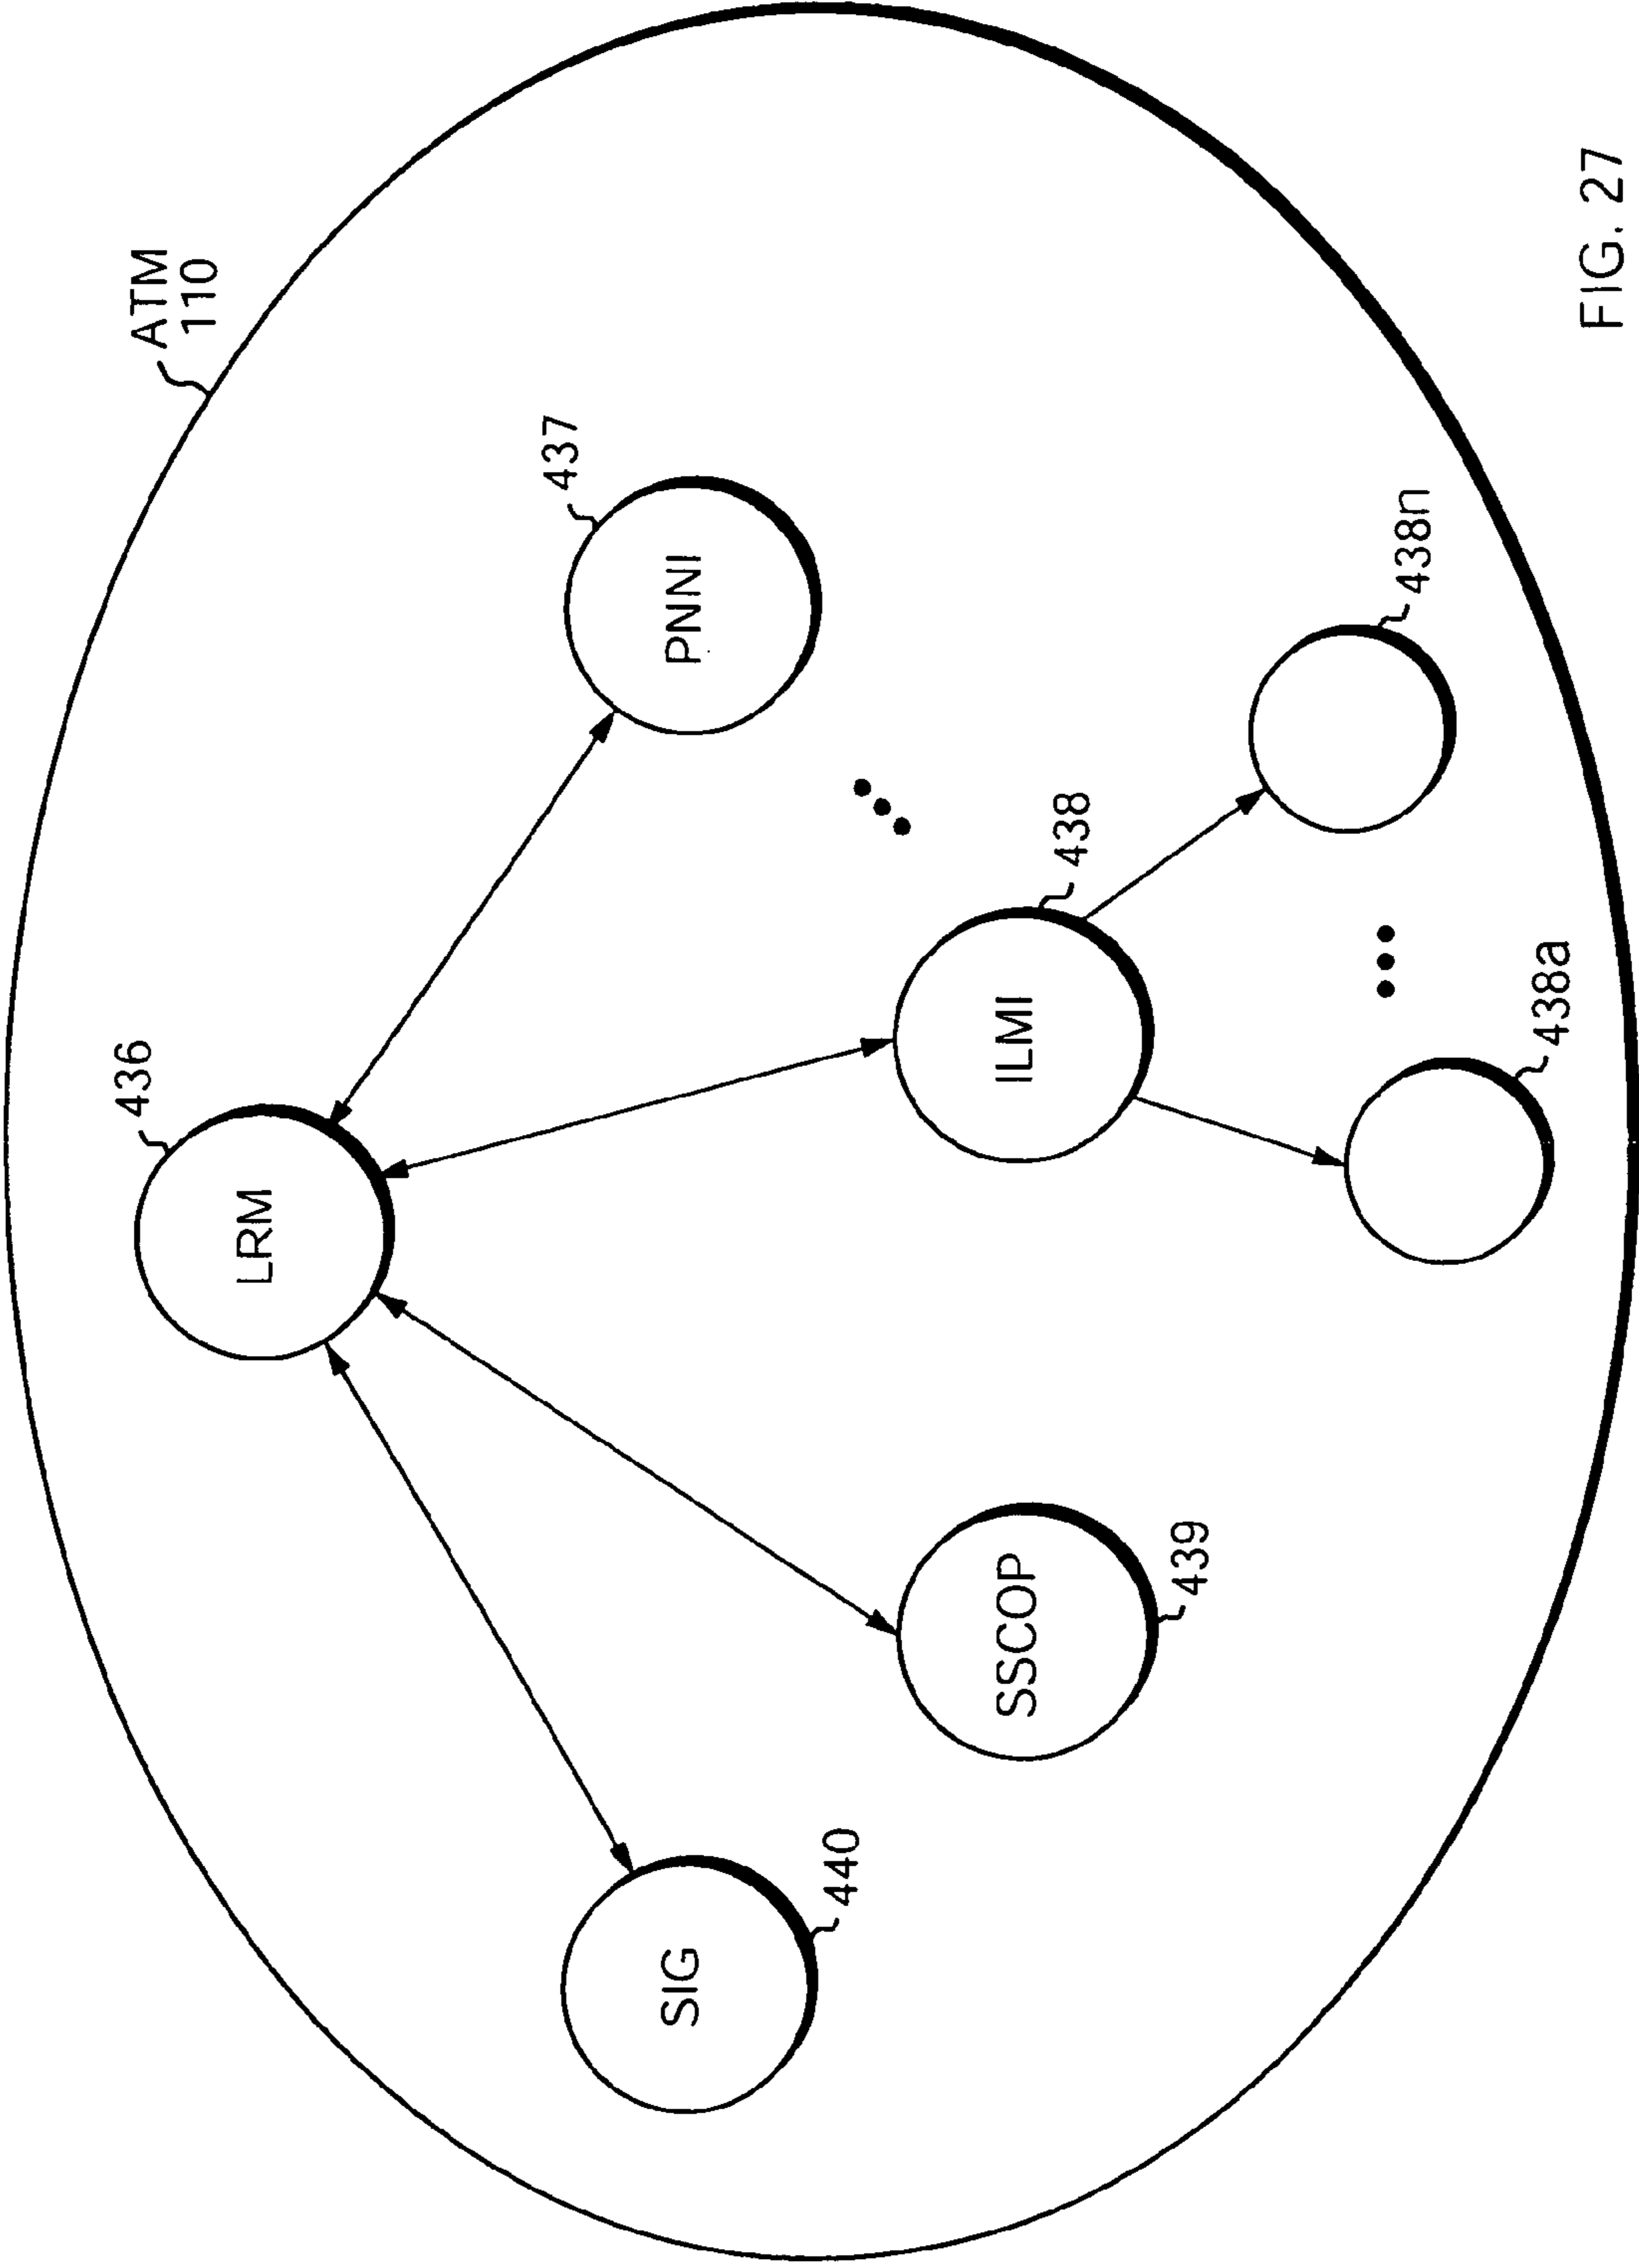 ATM
110
436
LRM
437
PNNI
SIG
440
438
ILMI
SSCOP
439
438n
438a
FIG. 27